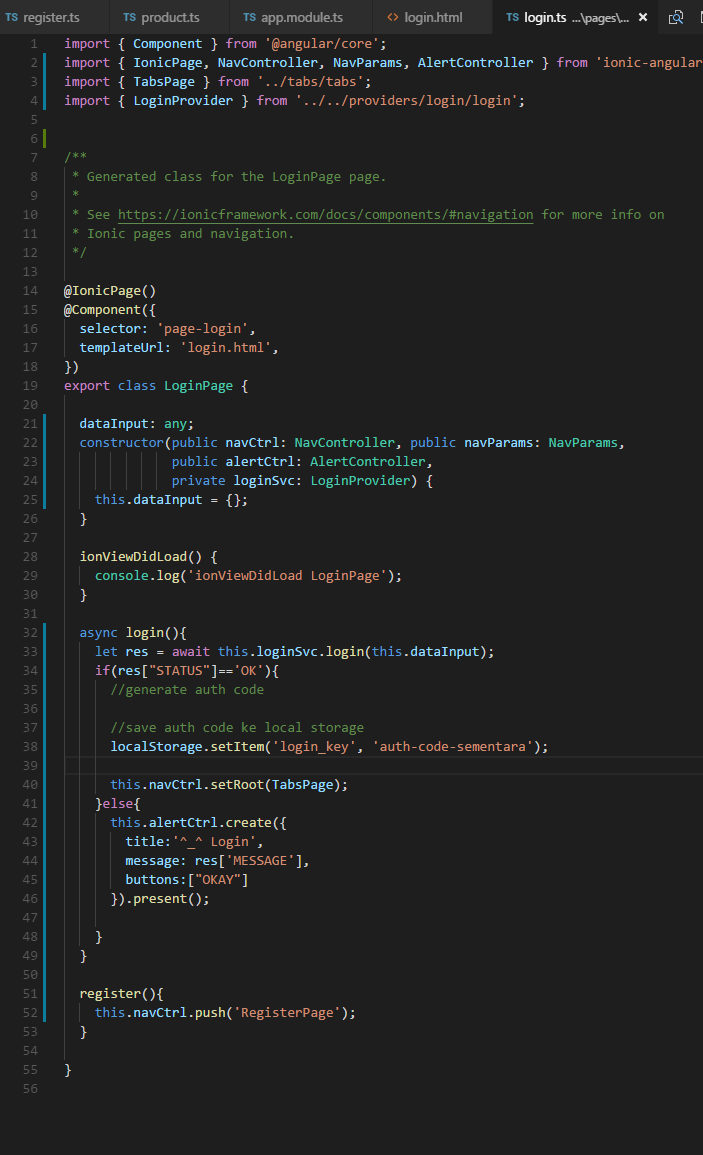 TS register.ts TS product.ts TS app.module.ts <> login.html TS login.ts ...\pages\... ×
1 import { Component } from '@angular/core';
2 import { IonicPage, NavController, NavParams, AlertController } from 'ionic-angular
3 import { TabsPage } from '../tabs/tabs';
4 import { LoginProvider } from '../../providers/login/login';
5
6
7 /**
8  * Generated class for the LoginPage page.
9  *
10  * See https://ionicframework.com/docs/components/#navigation for more info on
11  * Ionic pages and navigation.
12  */
13
14 @IonicPage()
15 @Component({
16   selector: 'page-login',
17   templateUrl: 'login.html',
18 })
19 export class LoginPage {
20
21   dataInput: any;
22   constructor(public navCtrl: NavController, public navParams: NavParams,
23               public alertCtrl: AlertController,
24               private loginSvc: LoginProvider) {
25     this.dataInput = {};
26   }
27
28   ionViewDidLoad() {
29     console.log('ionViewDidLoad LoginPage');
30   }
31
32   async login(){
33     let res = await this.loginSvc.login(this.dataInput);
34     if(res["STATUS"]=='OK'){
35       //generate auth code
36
37       //save auth code ke local storage
38       localStorage.setItem('login_key', 'auth-code-sementara');
39
40       this.navCtrl.setRoot(TabsPage);
41     }else{
42       this.alertCtrl.create({
43         title:'^_^ Login',
44         message: res['MESSAGE'],
45         buttons:["OKAY"]
46       }).present();
47
48     }
49   }
50
51   register(){
52     this.navCtrl.push('RegisterPage');
53   }
54
55 }
56